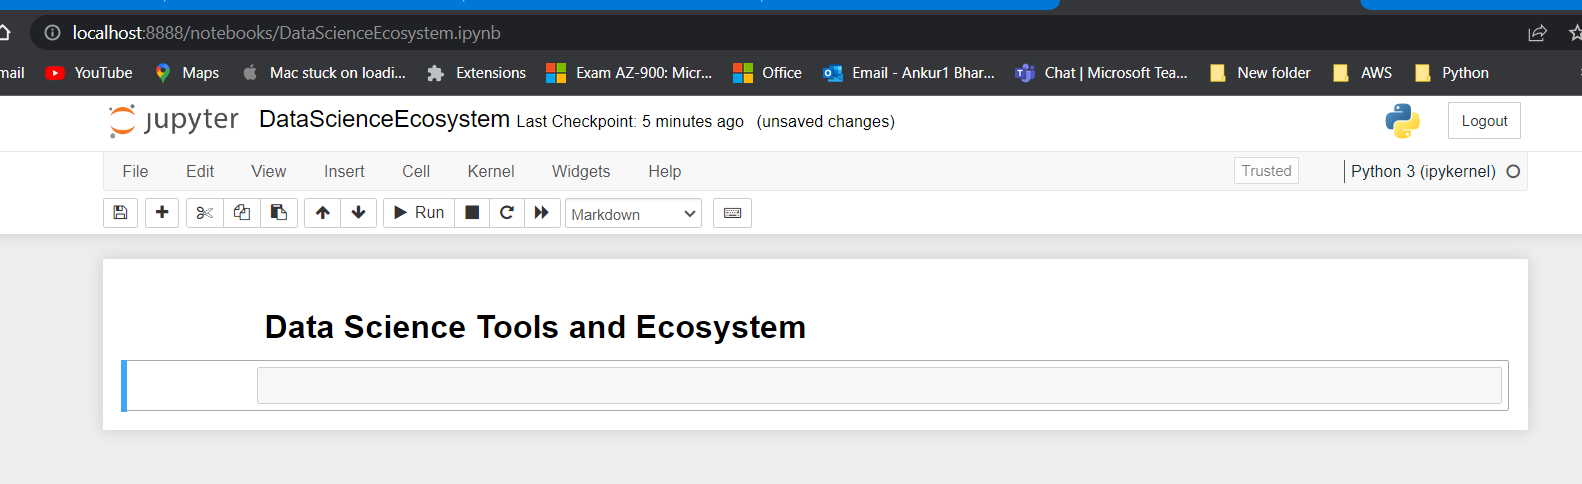 localhost:8888/notebooks/DataScienceEcosystem.ipynb
mail YouTube Maps Mac stuck on loadi... Extensions Exam AZ-900: Micr... Office Email - Ankur1 Bhar... Chat | Microsoft Tea... New folder AWS Python
jupyter DataScienceEcosystem Last Checkpoint: 5 minutes ago (unsaved changes) Logout
File Edit View Insert Cell Kernel Widgets Help Trusted Python 3 (ipykernel)
Run Markdown
Data Science Tools and Ecosystem